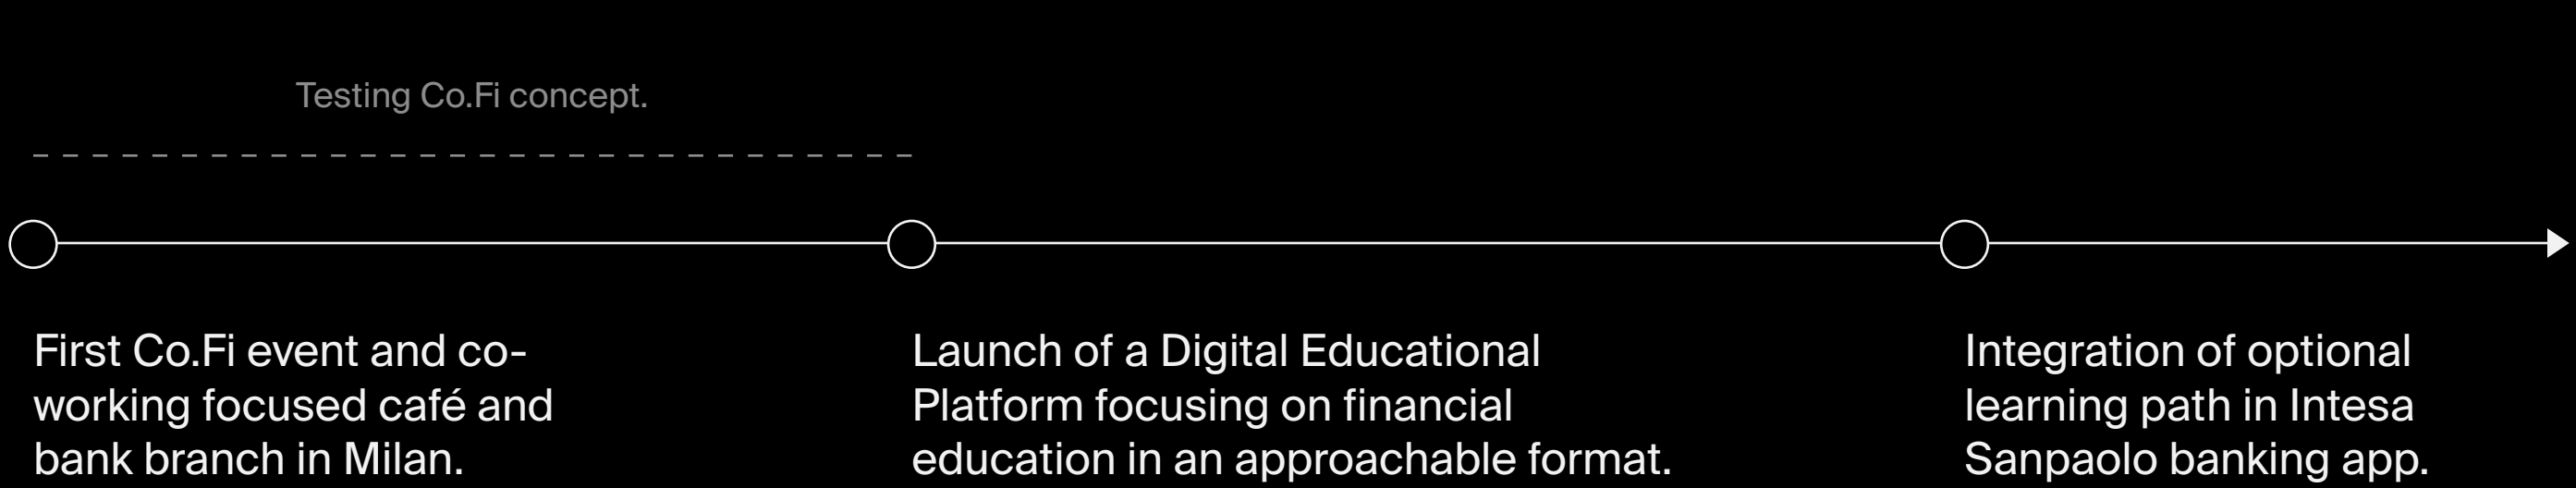 Testing Co.Fi concept.
First Co.Fi event and co-
working focused café and
bank branch in Milan.
Launch of a Digital Educational
Platform focusing on financial
education in an approachable format.
Integration of optional
learning path in Intesa
Sanpaolo banking app.